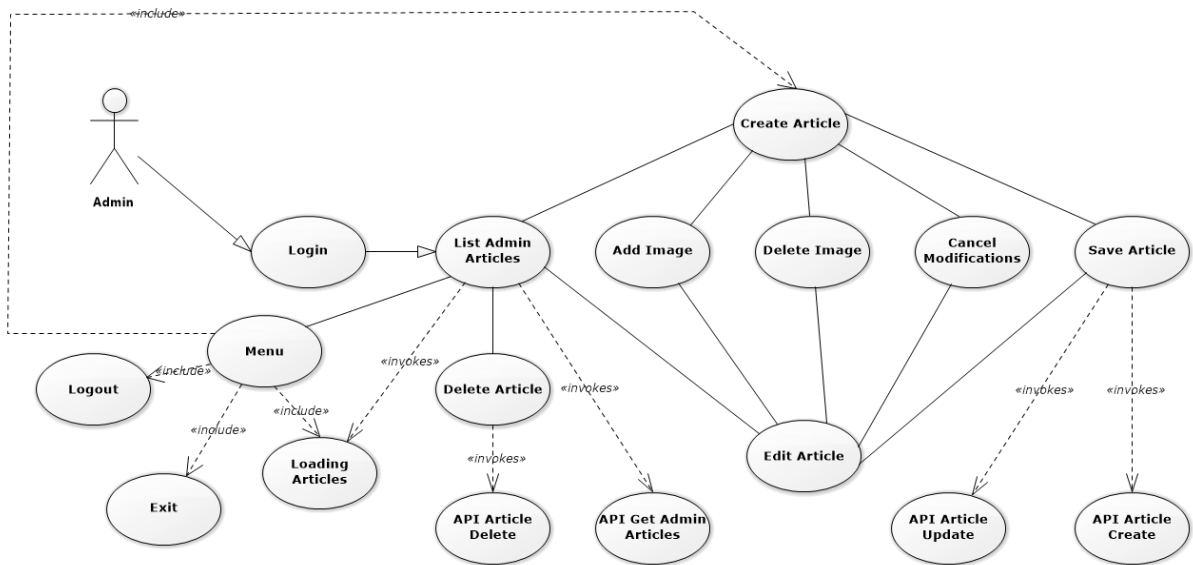 «include»
Create Article
Admin
Login
List Admin
Articles
Add Image
Delete Image
Cancel
Modifications
Save Article
Menu
«include»
Logout
«invokes»
Delete Article
«invokes»
«invokes»
«invokes»
«include»
«include»
Edit Article
Loading
Articles
«invokes»
Exit
API Article
Delete
API Get Admin
Articles
API Article
Update
API Article
Create